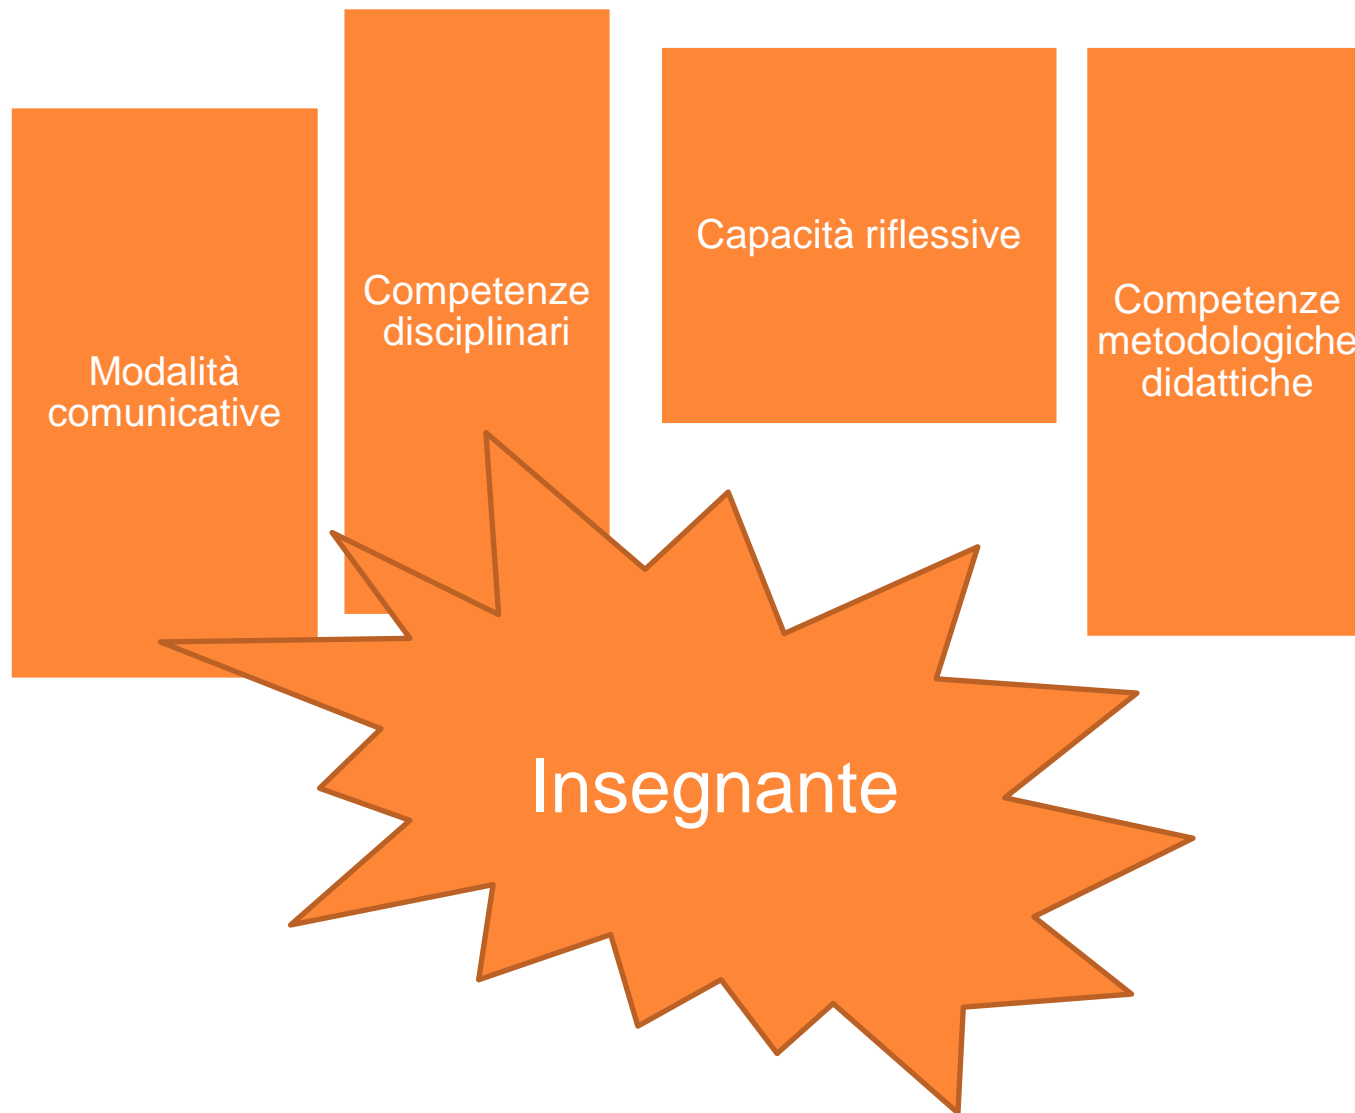 Modalità
comunicative
Competenze
disciplinari
Capacità riflessive
Competenze
metodologiche
didattiche
Insegnante